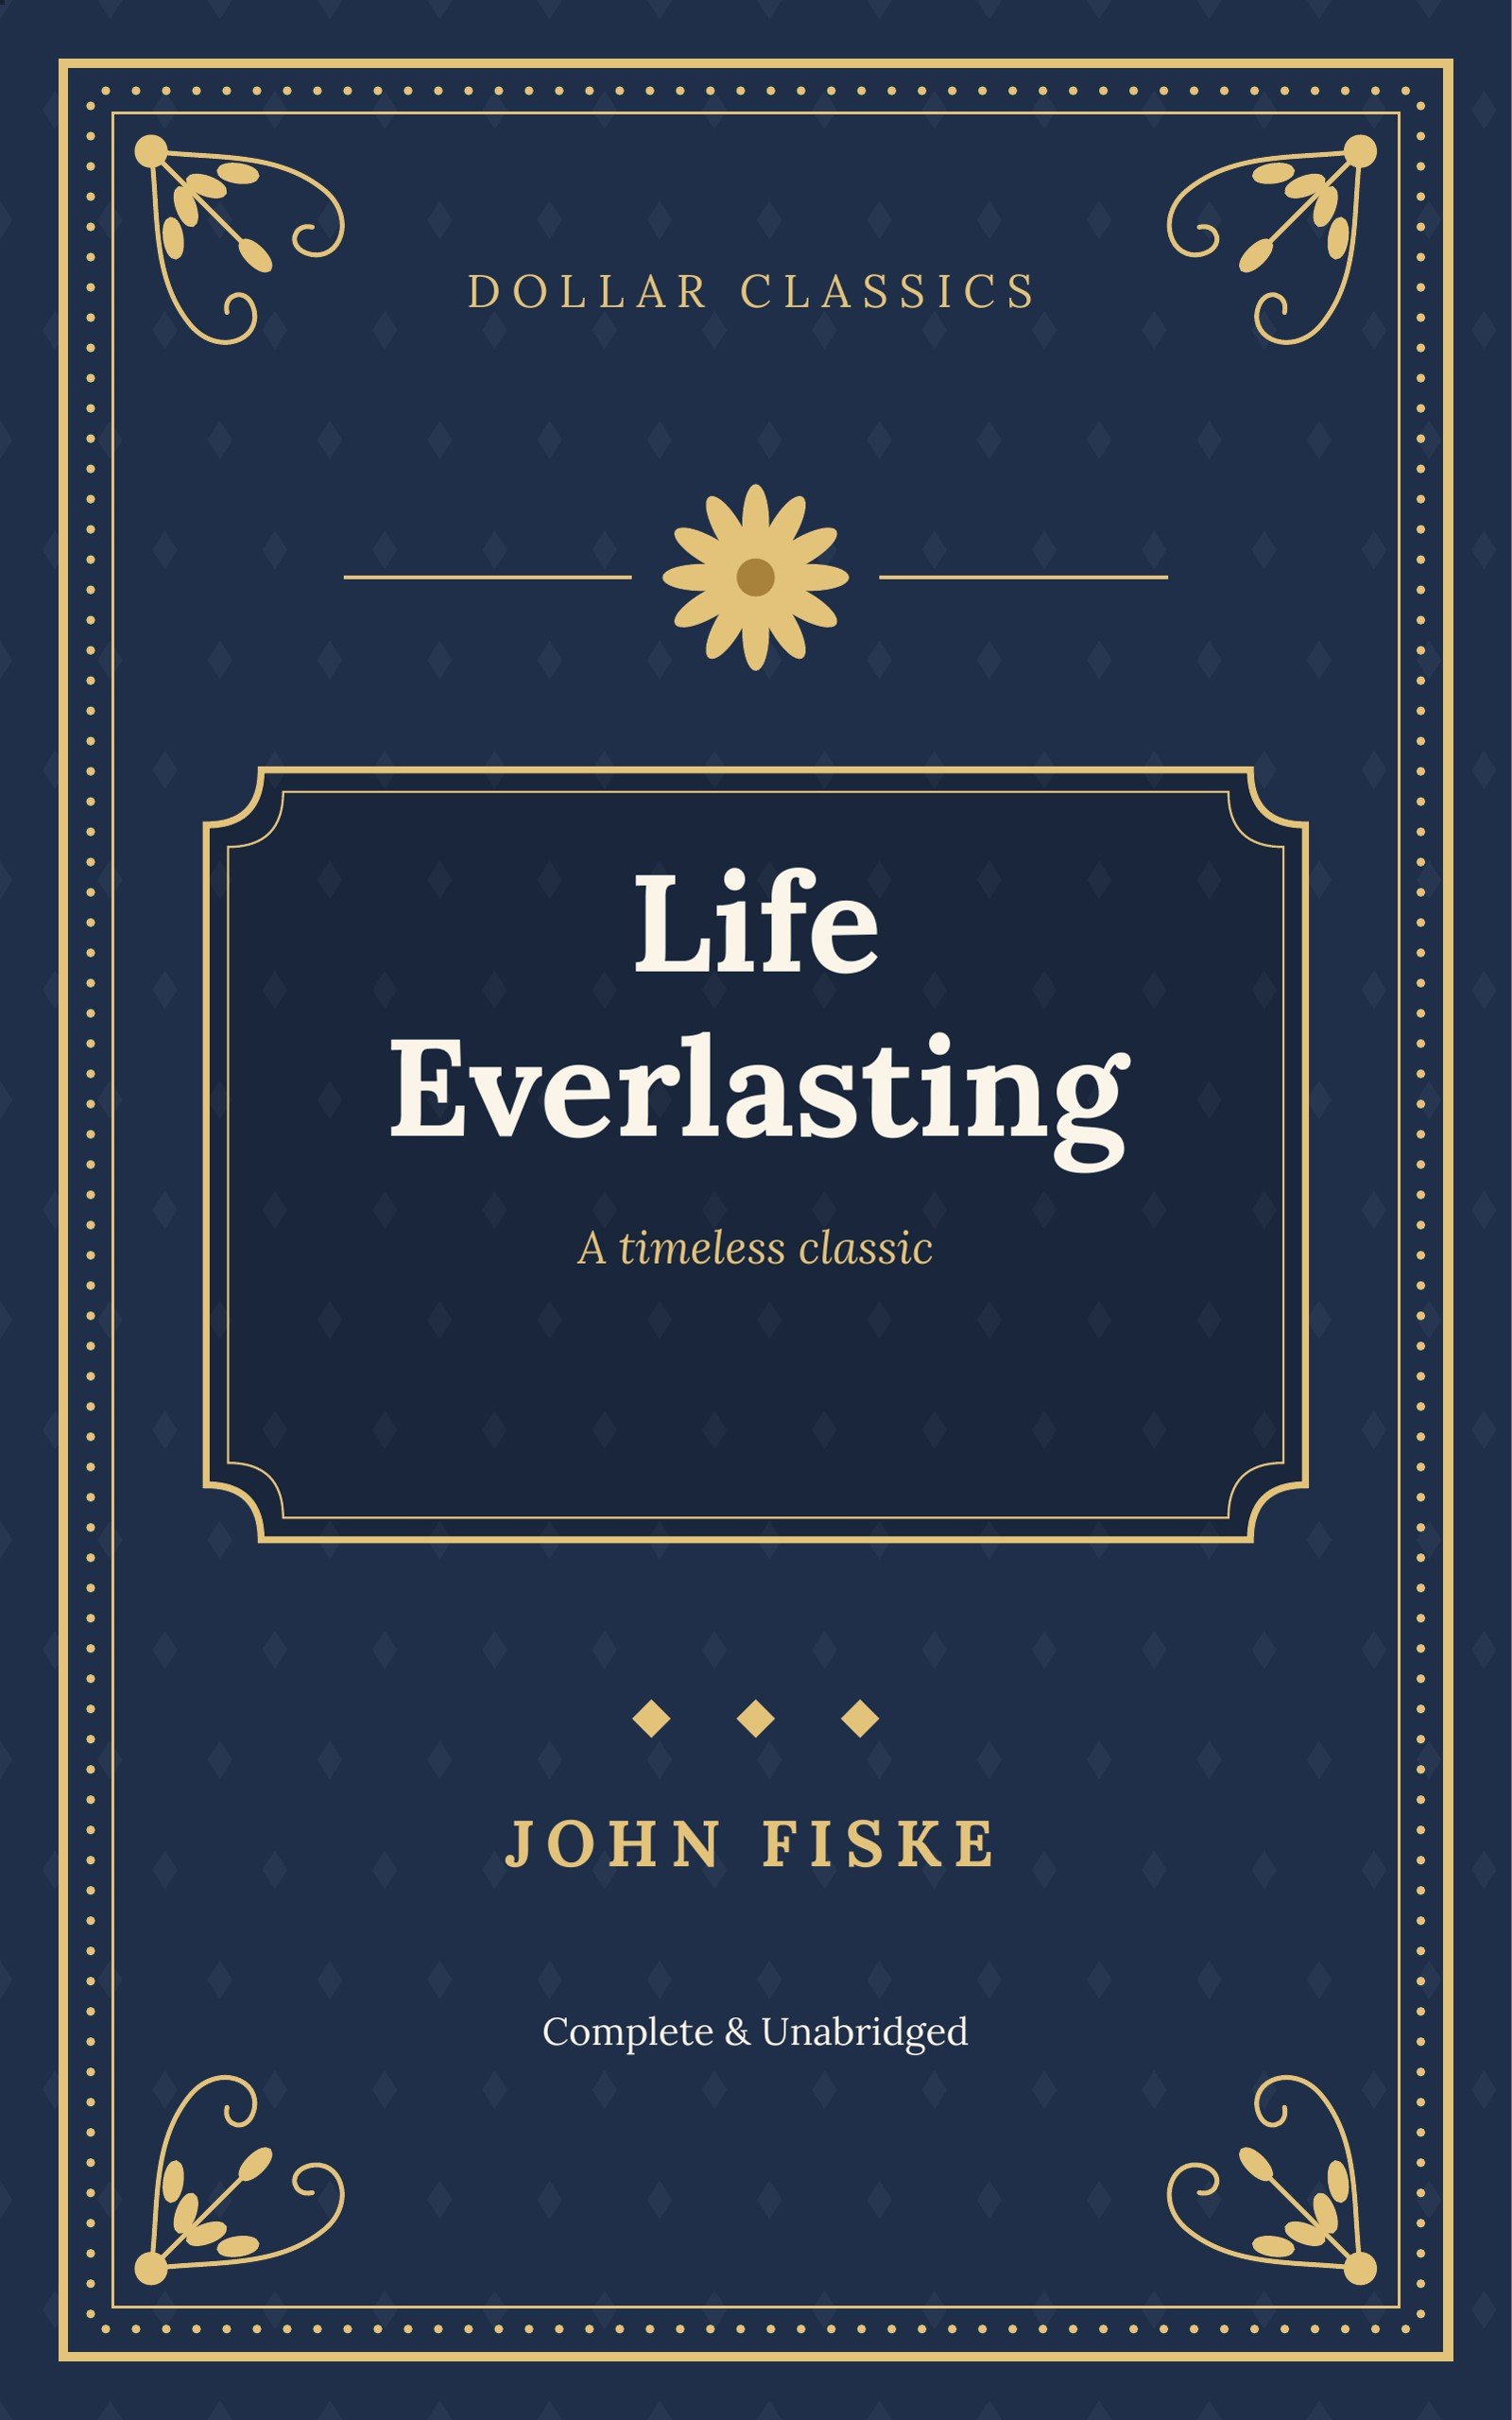 DOLLAR CLASSICS
Life
Everlasting
A timeless classic
JOHN FISKE
Complete & Unabridged